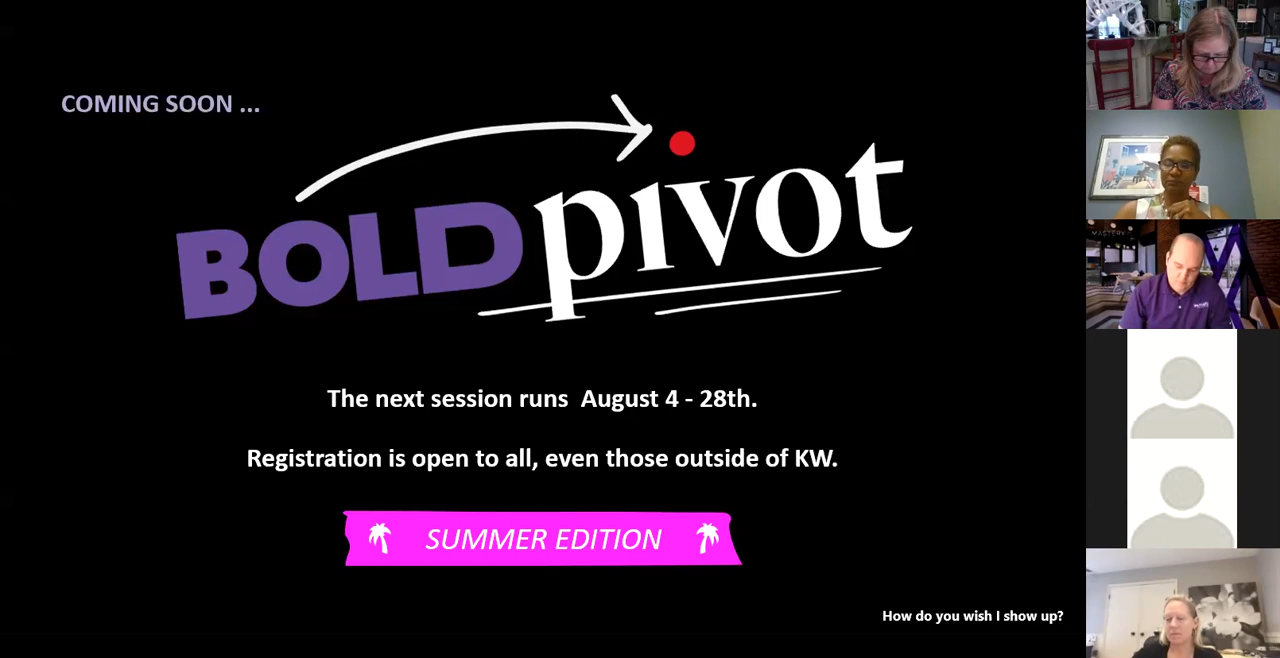 COMING SOON ...
BOLD pivot
The next session runs  August 4 - 28th.
Registration is open to all, even those outside of KW.
SUMMER EDITION
How do you wish I show up?
MASTERY